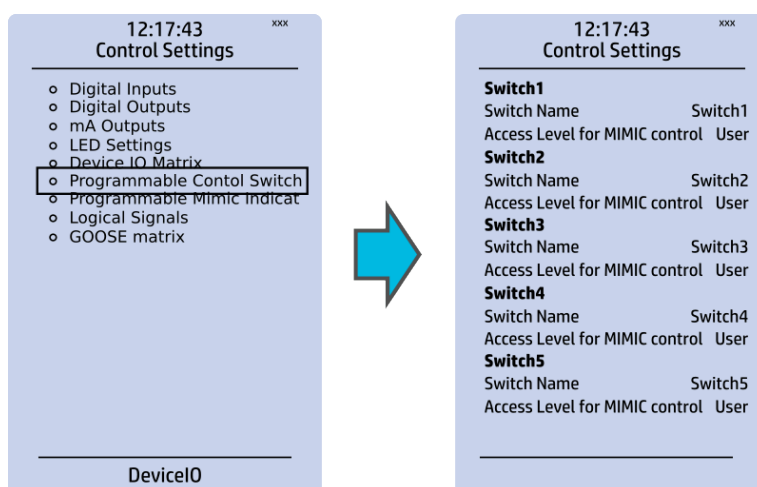 12:17:43
xxx
Control Settings
Digital Inputs
Digital Outputs
mA Outputs
LED Settings
Device IO Matrix
Programmable Contol Switch
Programmable Mimic Indicat
Logical Signals
GOOSE matrix
DeviceIO
12:17:43
xxx
Control Settings
Switch1
Switch Name Switch1
Access Level for MIMIC control User
Switch2
Switch Name Switch2
Access Level for MIMIC control User
Switch3
Switch Name Switch3
Access Level for MIMIC control User
Switch4
Switch Name Switch4
Access Level for MIMIC control User
Switch5
Switch Name Switch5
Access Level for MIMIC control User